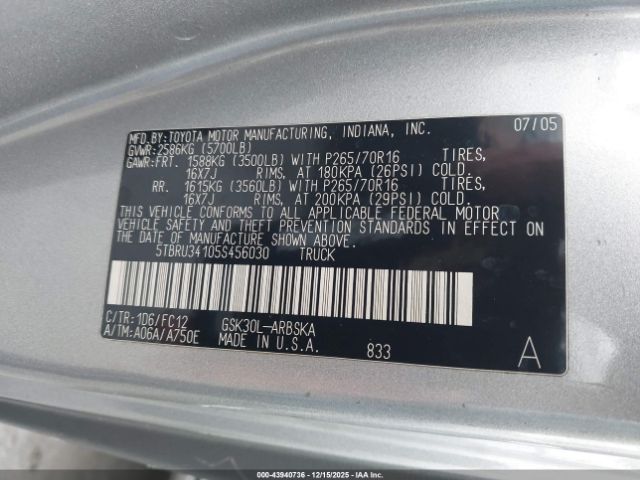 MFD.BY:TOYOTA MOTOR MANUFACTURING, INDIANA, INC. 07/05
GVWR:2586KG (5700LB)
GAWR:FRT. 1588KG (3500LB) WITH P265/70R16 TIRES,
16X7J RIMS, AT 180KPA (26PSI) COLD.
RR. 1615KG (3560LB) WITH P265/70R16 TIRES,
16X7J RIMS, AT 200KPA (29PSI) COLD.
THIS VEHICLE CONFORMS TO ALL APPLICABLE FEDERAL MOTOR
VEHICLE SAFETY AND THEFT PREVENTION STANDARDS IN EFFECT ON
THE DATE OF MANUFACTURE SHOWN ABOVE.
5TBRU34105S456030 TRUCK
C/TR:1D6/FC12 GSK30L-ARBSKA
A/TM:A06A/A750E MADE IN U.S.A. 833 A
000-43940736 - 12/15/2025 - IAA Inc.